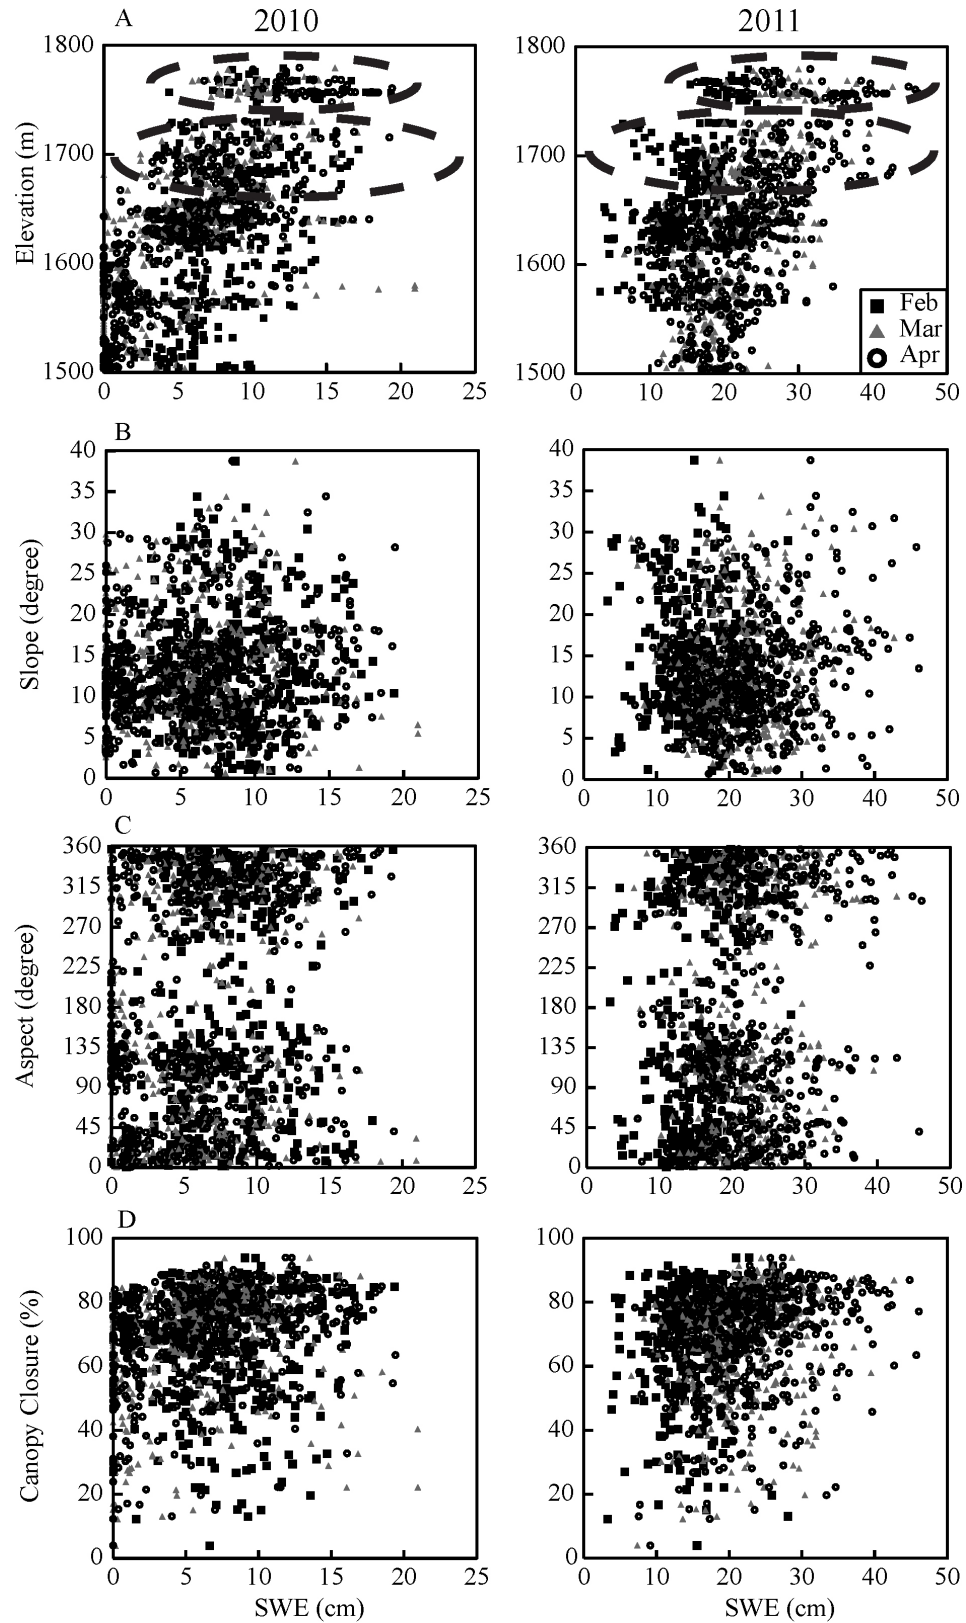 2010 2011
A
1800 1800
1700 1700
1600 1600
1500 1500
Elevation (m)
Feb
Mar
Apr
0 5 10 15 20 25 0 10 20 30 40 50
B
40 40
35 35
30 30
25 25
20 20
15 15
10 10
5 5
0 0
Slope (degree)
0 5 10 15 20 25 0 10 20 30 40 50
C
360 360
315 315
270 270
225 225
180 180
135 135
90 90
45 45
0 0
Aspect (degree)
0 5 10 15 20 25 0 10 20 30 40 50
D
100 100
80 80
60 60
40 40
20 20
0 0
Canopy Closure (%)
0 5 10 15 20 25 0 10 20 30 40 50
SWE (cm) SWE (cm)